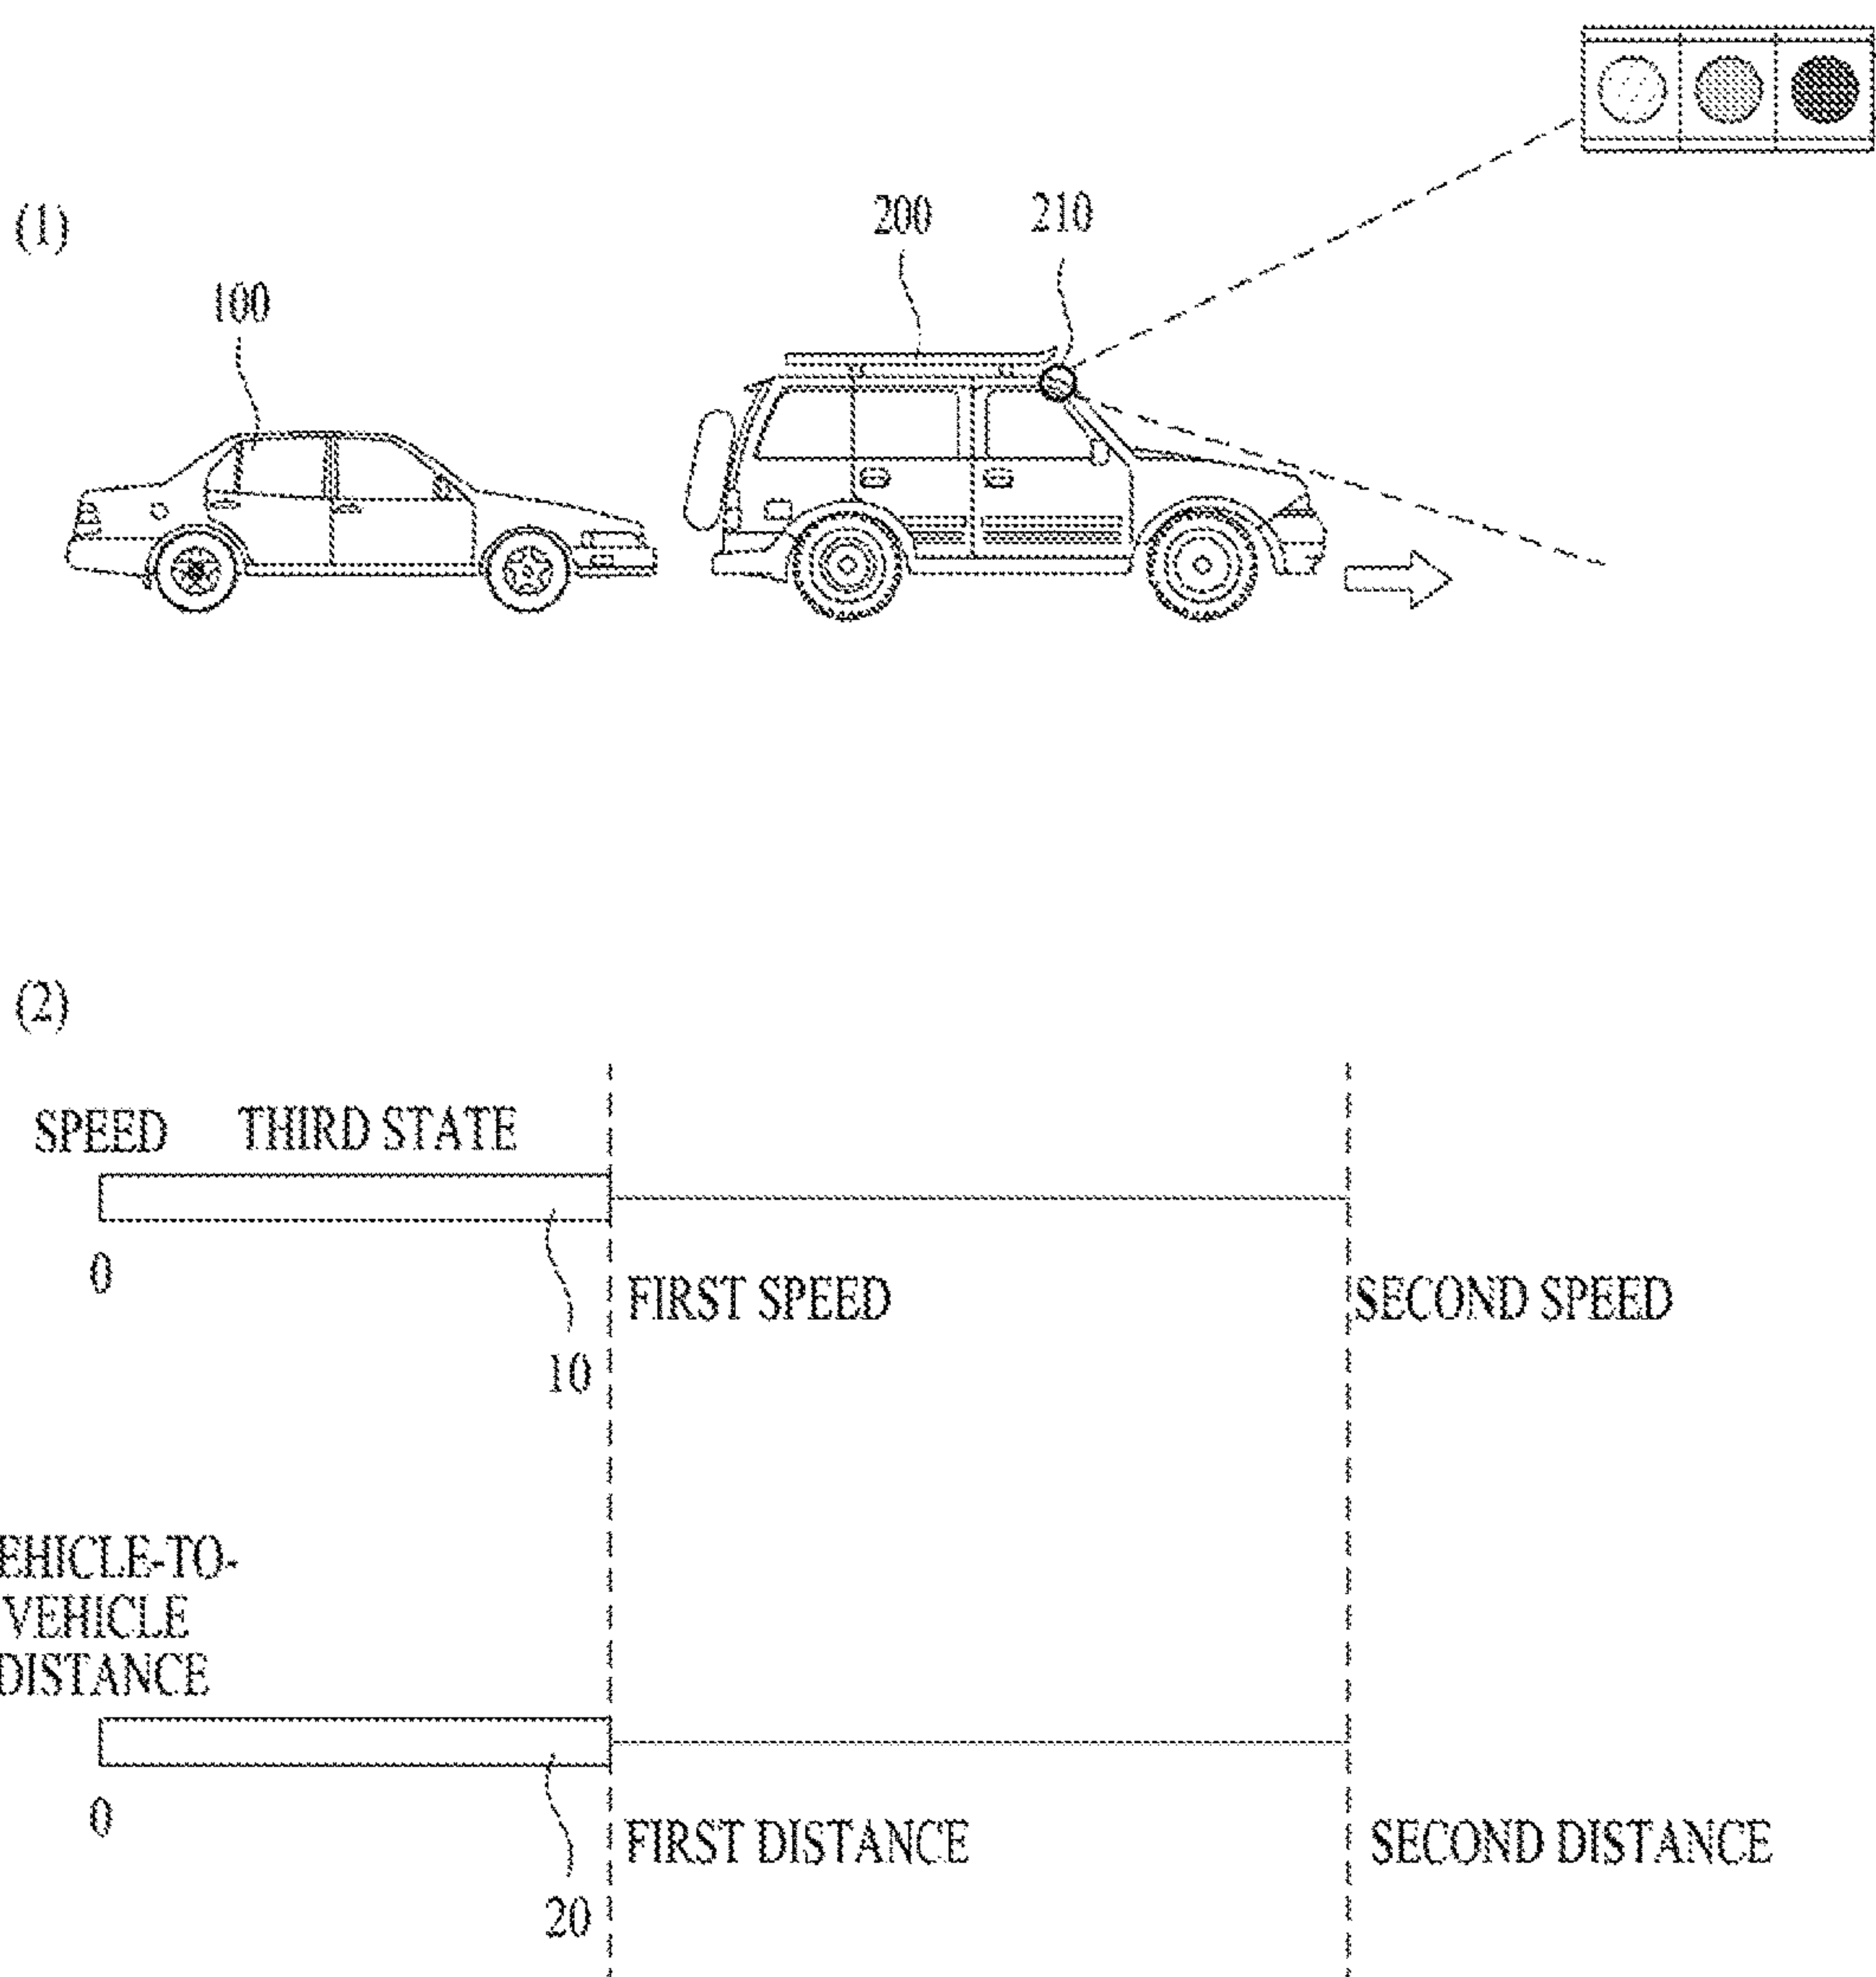 (1)
200
210
100
(2)
SPEED
THIRD STATE
0
FIRST SPEED
SECOND SPEED
10
EHICLE-TO-
VEHICLE
DISTANCE
0
FIRST DISTANCE
SECOND DISTANCE
20